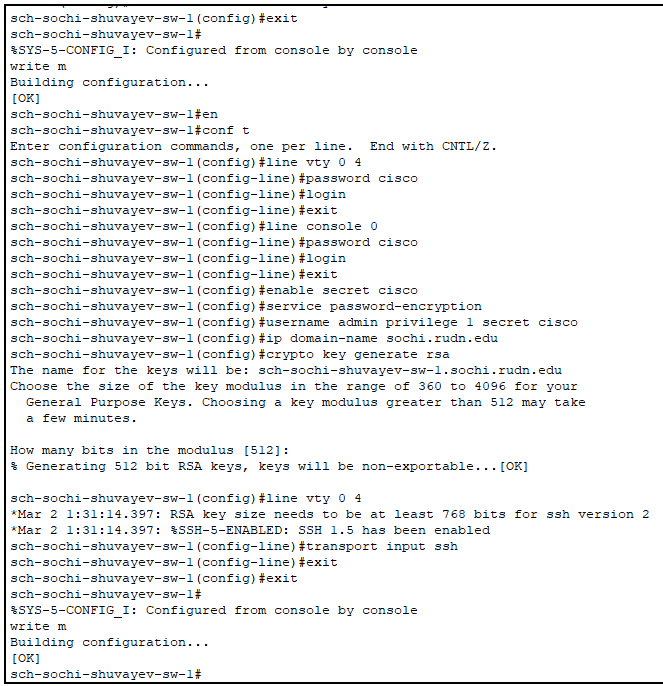 sch-sochi-shuvayev-sw-1(config)#exit
sch-sochi-shuvayev-sw-1#
%SYS-5-CONFIG_I: Configured from console by console
write m
Building configuration...
[OK]
sch-sochi-shuvayev-sw-1#en
sch-sochi-shuvayev-sw-1#conf t
Enter configuration commands, one per line.  End with CNTL/Z.
sch-sochi-shuvayev-sw-1(config)#line vty 0 4
sch-sochi-shuvayev-sw-1(config-line)#password cisco
sch-sochi-shuvayev-sw-1(config-line)#login
sch-sochi-shuvayev-sw-1(config-line)#exit
sch-sochi-shuvayev-sw-1(config)#line console 0
sch-sochi-shuvayev-sw-1(config-line)#password cisco
sch-sochi-shuvayev-sw-1(config-line)#login
sch-sochi-shuvayev-sw-1(config-line)#exit
sch-sochi-shuvayev-sw-1(config)#enable secret cisco
sch-sochi-shuvayev-sw-1(config)#service password-encryption
sch-sochi-shuvayev-sw-1(config)#username admin privilege 1 secret cisco
sch-sochi-shuvayev-sw-1(config)#ip domain-name sochi.rudn.edu
sch-sochi-shuvayev-sw-1(config)#crypto key generate rsa
The name for the keys will be: sch-sochi-shuvayev-sw-1.sochi.rudn.edu
Choose the size of the key modulus in the range of 360 to 4096 for your
  General Purpose Keys. Choosing a key modulus greater than 512 may take
  a few minutes.

How many bits in the modulus [512]:
% Generating 512 bit RSA keys, keys will be non-exportable...[OK]

sch-sochi-shuvayev-sw-1(config)#line vty 0 4
*Mar 2 1:31:14.397: RSA key size needs to be at least 768 bits for ssh version 2
*Mar 2 1:31:14.397: %SSH-5-ENABLED: SSH 1.5 has been enabled
sch-sochi-shuvayev-sw-1(config-line)#transport input ssh
sch-sochi-shuvayev-sw-1(config-line)#exit
sch-sochi-shuvayev-sw-1(config)#exit
sch-sochi-shuvayev-sw-1#
%SYS-5-CONFIG_I: Configured from console by console
write m
Building configuration...
[OK]
sch-sochi-shuvayev-sw-1#